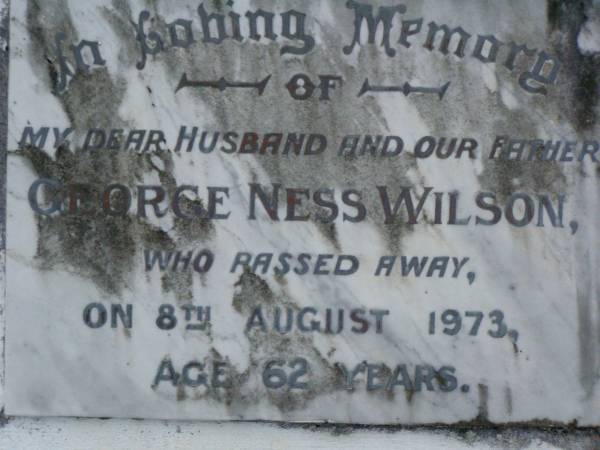 In Loving Memory
OF
MY DEAR HUSBAND AND OUR FATHER
GEORGE NESS WILSON,
WHO PASSED AWAY,
ON 8TH AUGUST 1973,
AGE 62 YEARS.